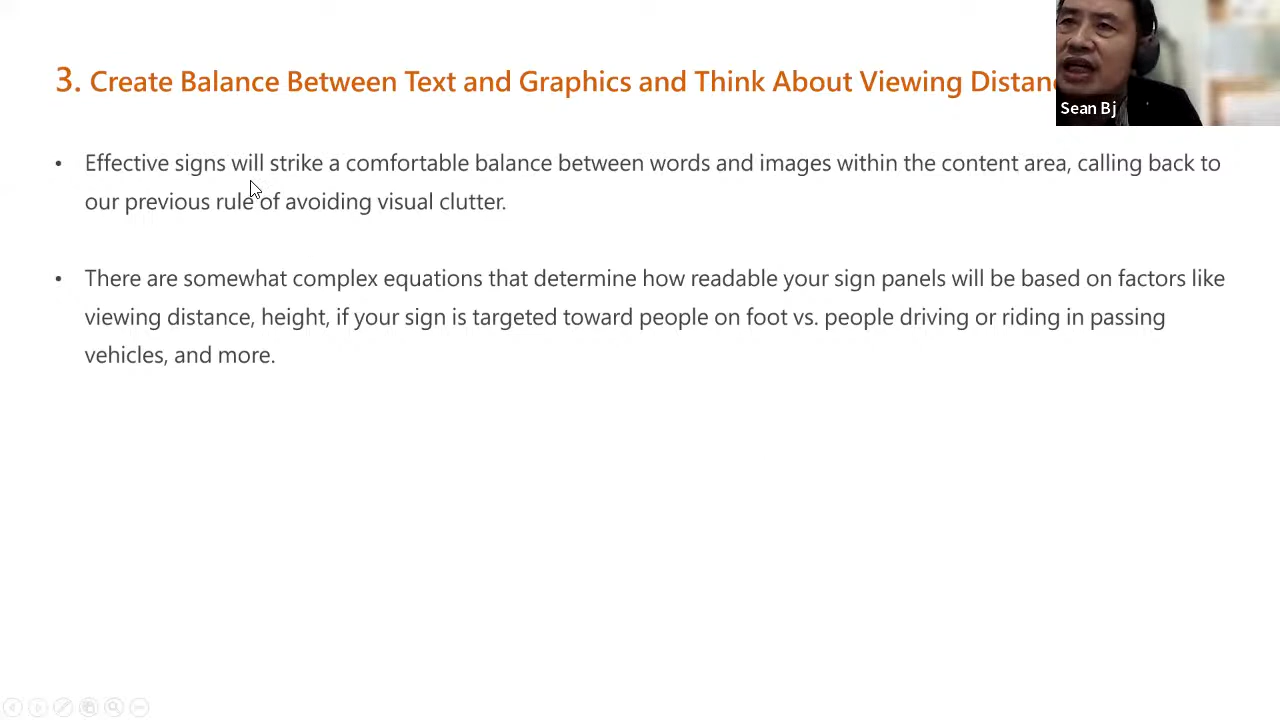 3. Create Balance Between Text and Graphics and Think About Viewing
Sean Bj
• Effective signs will strike a comfortable balance between words and images within the content area, calling back to
our previous rule of avoiding visual clutter.
• There are somewhat complex equations that determine how readable your sign panels will be based on factors like
viewing distance, height, if your sign is targeted toward people on foot vs. people driving or riding in passing
vehicles, and more.